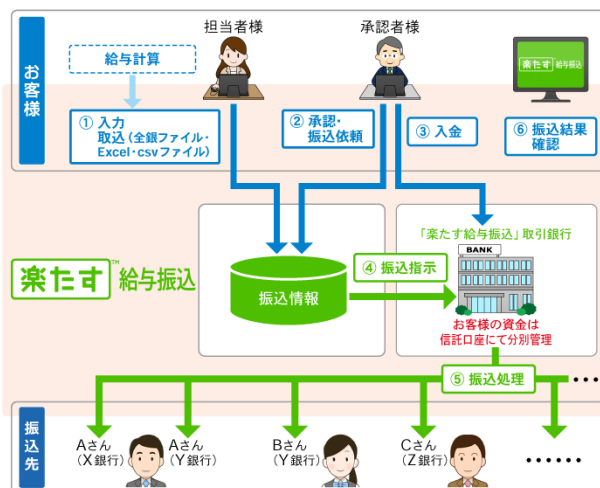 お客様
給与計算
担当者様
承認者様
楽たす 給与振込
① 入力
取込(全銀ファイル・
Excel・csvファイル)
② 承認・
振込依頼
③ 入金
⑥ 振込結果
確認
楽たす™ 給与振込
振込情報
④ 振込指示
「楽たす給与振込」取引銀行
BANK
お客様の資金は
信託口座にて分別管理
⑤ 振込処理
•••
振込先
Aさん
(X銀行)
Aさん
(Y銀行)
Bさん
(Y銀行)
Cさん
(Z銀行)
••••••